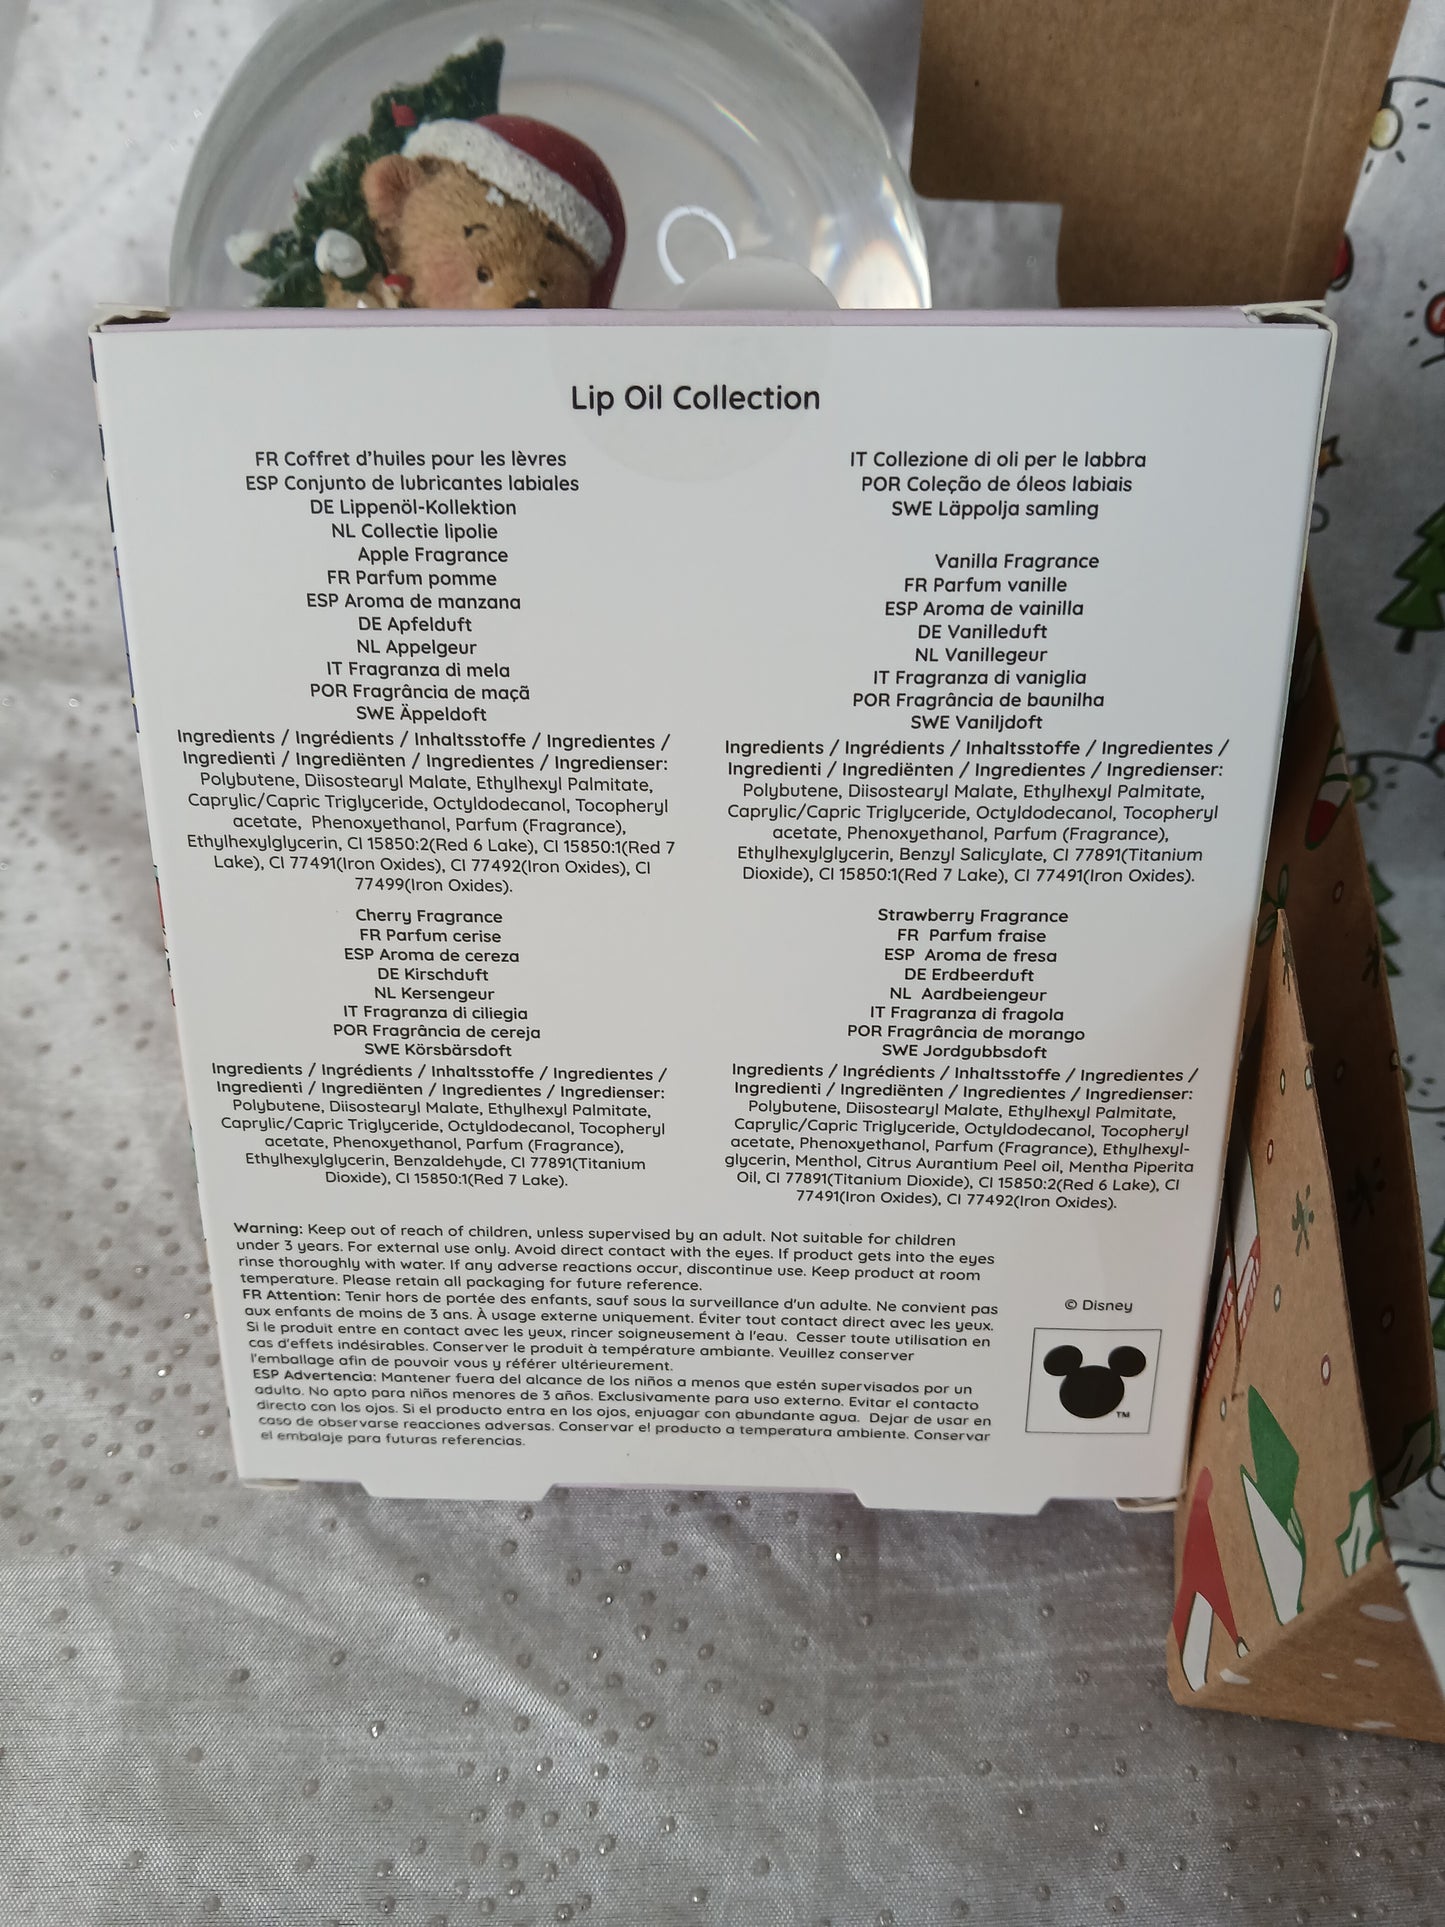 Lip Oil Collection
FR Coffret d'huiles pour les lèvres
ESP Conjunto de lubricantes labiales
DE Lippenöl-Kollektion
NL Collectie lipolie
IT Collezione di oli per le labbra
POR Coleção de óleos labiais
SWE Läppolja samling
Apple Fragrance
FR Parfum pomme
ESP Aroma de manzana
DE Apfelduft
NL Appelgeur
IT Fragranza di mela
POR Fragrância de maçã
SWE Äppeldoft
Ingredients / Ingrédients / Inhaltsstoffe / Ingredientes /
Ingredienti / Ingrediënten / Ingredientes / Ingredienser:
Polybutene, Diisostearyl Malate, Ethylhexyl Palmitate,
Caprylic/Capric Triglyceride, Octyldodecanol, Tocopheryl
acetate, Phenoxyethanol, Parfum (Fragrance),
Ethylhexylglycerin, CI 15850:2(Red 6 Lake), CI 15850:1(Red 7
Lake), CI 77491(Iron Oxides), CI 77492(Iron Oxides), CI
77499(Iron Oxides).
Vanilla Fragrance
FR Parfum vanille
ESP Aroma de vainilla
DE Vanilleduft
NL Vanillegeur
IT Fragranza di vaniglia
POR Fragrância de baunilha
SWE Vaniljdoft
Ingredients / Ingrédients / Inhaltsstoffe / Ingredientes /
Ingredienti / Ingrediënten / Ingredientes / Ingredienser:
Polybutene, Diisostearyl Malate, Ethylhexyl Palmitate,
Caprylic/Capric Triglyceride, Octyldodecanol, Tocopheryl
acetate, Phenoxyethanol, Parfum (Fragrance),
Ethylhexylglycerin, Benzyl Salicylate, CI 77891(Titanium
Dioxide), CI 15850:1(Red 7 Lake), CI 77491(Iron Oxides).
Cherry Fragrance
FR Parfum cerise
ESP Aroma de cereza
DE Kirschduft
NL Kersengeur
IT Fragranza di ciliegia
POR Fragrância de cereja
SWE Körsbärsdoft
Ingredients / Ingrédients / Inhaltsstoffe / Ingredientes /
Ingredienti / Ingrediënten / Ingredientes / Ingredienser:
Polybutene, Diisostearyl Malate, Ethylhexyl Palmitate,
Caprylic/Capric Triglyceride, Octyldodecanol, Tocopheryl
acetate, Phenoxyethanol, Parfum (Fragrance),
Ethylhexylglycerin, Benzaldehyde, CI 77891(Titanium
Dioxide), CI 15850:1(Red 7 Lake).
Strawberry Fragrance
FR Parfum fraise
ESP Aroma de fresa
DE Erdbeerduft
NL Aardbeiengeur
IT Fragranza di fragola
POR Fragrância de morango
SWE Jordgubbsdoft
Ingredients / Ingrédients / Inhaltsstoffe / Ingredientes /
Ingredienti / Ingrediënten / Ingredientes / Ingredienser:
Polybutene, Diisostearyl Malate, Ethylhexyl Palmitate,
Caprylic/Capric Triglyceride, Octyldodecanol, Tocopheryl
acetate, Phenoxyethanol, Parfum (Fragrance), Ethylhexyl-
glycerin, Menthol, Citrus Aurantium Peel oil, Mentha Piperita
Oil, CI 77891(Titanium Dioxide), CI 15850:2(Red 6 Lake), CI
77491(Iron Oxides), CI 77492(Iron Oxides).
Warning: Keep out of reach of children, unless supervised by an adult. Not suitable for children
under 3 years. For external use only. Avoid direct contact with the eyes. If product gets into the eyes
rinse thoroughly with water. If any adverse reactions occur, discontinue use. Keep product at room
temperature. Please retain all packaging for future reference.
FR Attention: Tenir hors de portée des enfants, sauf sous la surveillance d'un adulte. Ne convient pas
aux enfants de moins de 3 ans. À usage externe uniquement. Éviter tout contact direct avec les yeux.
Si le produit entre en contact avec les yeux, rincer soigneusement à l'eau. Cesser toute utilisation en
cas d'effets indésirables. Conserver le produit à température ambiante. Veuillez conserver
l'emballage afin de pouvoir vous y référer ultérieurement.
ESP Advertencia: Mantener fuera del alcance de los niños a menos que estén supervisados por un
adulto. No apto para niños menores de 3 años. Exclusivamente para uso externo. Evitar el contacto
directo con los ojos. Si el producto entra en los ojos, enjuagar con abundante agua. Dejar de usar en
caso de observarse reacciones adversas. Conservar el producto a temperatura ambiente. Conservar
el embalaje para futuras referencias.
© Disney
TM